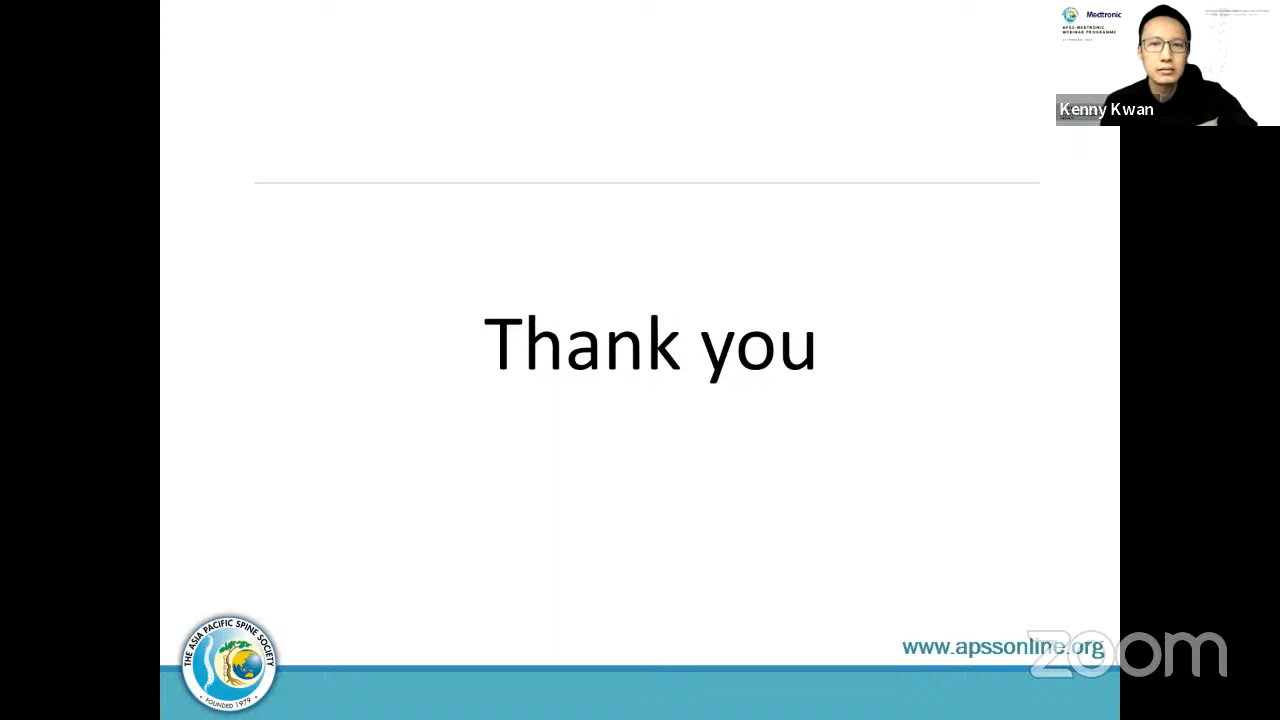 Medtronic
APSS-MEDTRONIC
WEBINAR PROGRAMME
Kenny Kwan
Thank you
THE ASIA PACIFIC SPINE SOCIETY
FOUNDED 1979
www.apssonline.org
zoom